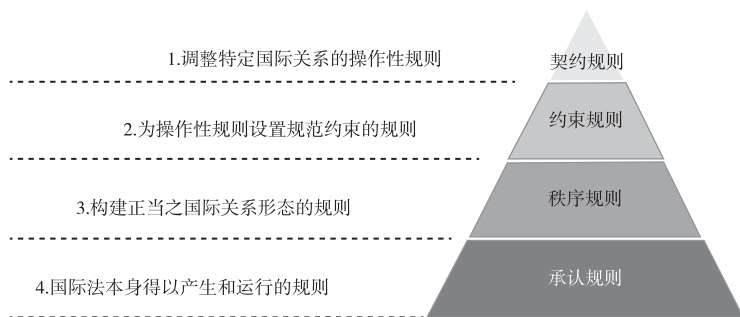 1.调整特定国际关系的操作性规则
契约规则
2.为操作性规则设置规范约束的规则
约束规则
3.构建正当之国际关系形态的规则
秩序规则
4.国际法本身得以产生和运行的规则
承认规则